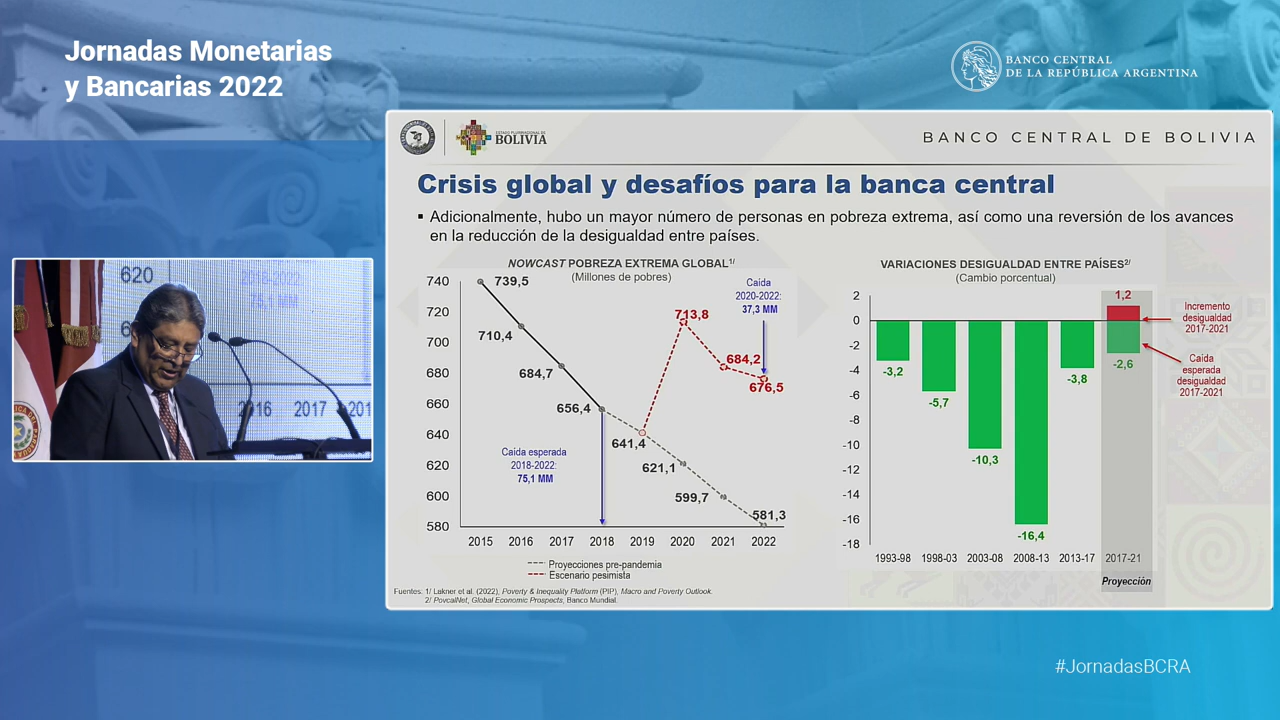 Jornadas Monetarias
y Bancarias 2022
BANCO CENTRAL
DE LA REPÚBLICA ARGENTINA
BOLIVIA
BANCO CENTRAL DE BOLIVIA
Crisis global y desafíos para la banca central
▪ Adicionalmente, hubo un mayor número de personas en pobreza extrema, así como una reversión de los avances
en la reducción de la desigualdad entre países.
NOWCAST POBREZA EXTREMA GLOBAL1/
(Millones de pobres)
740
720
700
680
660
640
620
600
580
739,5
710,4
684,7
656,4
641,4
621,1
599,7
581,3
713,8
684,2
676,5
Caida
2020-2022:
37,3 MM
Caida esperada
2018-2022:
75,1 MM
2015 2016 2017 2018 2019 2020 2021 2022
Proyecciones pre-pandemia
Escenario pesimista
VARIACIONES DESIGUALDAD ENTRE PAÍSES2/
(Cambio porcentual)
2
0
-2
-4
-6
-8
-10
-12
-14
-16
-18
-3,2
-5,7
-10,3
-16,4
-3,8
1,2
-2,6
Incremento
desigualdad
2017-2021
Caida
esperada
desigualdad
2017-2021
1993-98 1998-03 2003-08 2008-13 2013-17 2017-21
Proyección
Fuentes: 1/ Lakner et al. (2022), Poverty & Inequality Platform (PIP), Macro and Poverty Outlook.
2/ PovcalNet, Global Economic Prospects, Banco Mundial.
620
2018-2022:
75,1 MM
2016 2017 201
#JornadasBCRA